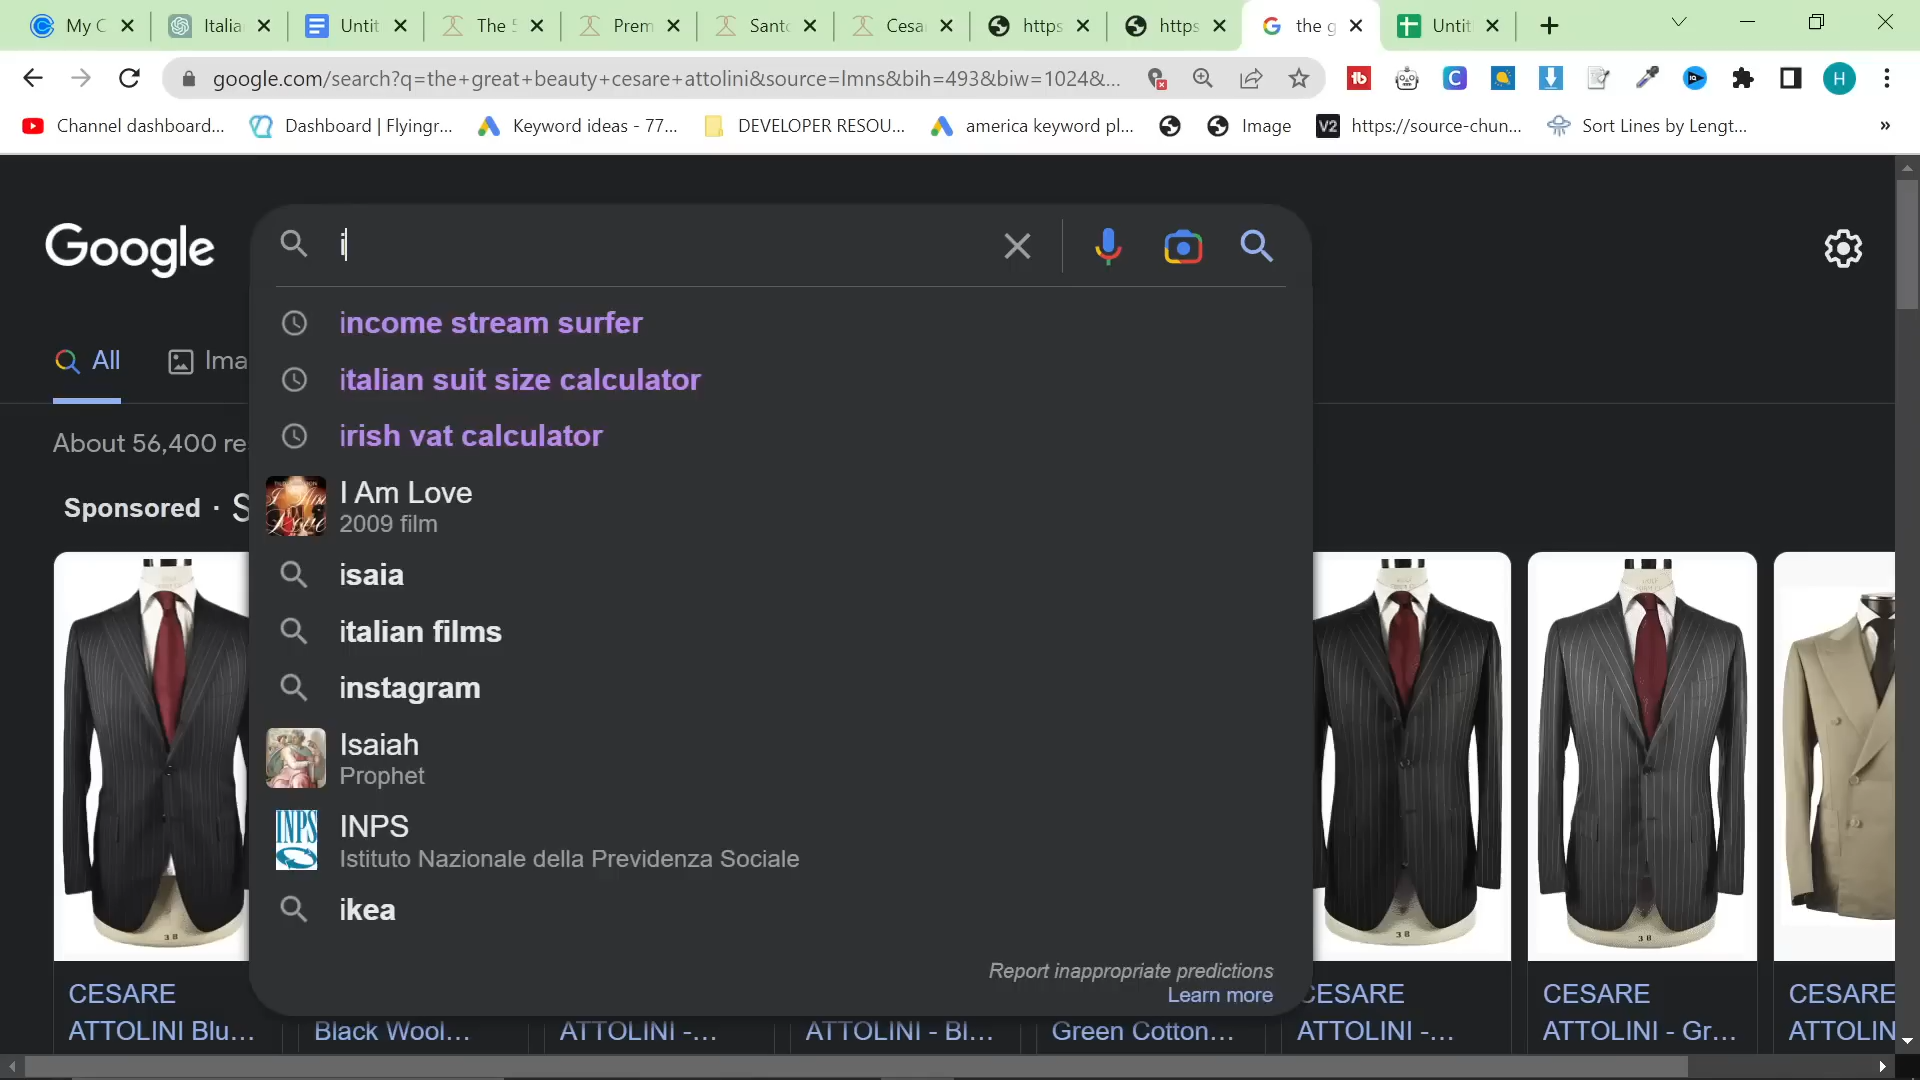 My C
Italia
Untit
The 5
Prem
Santo
Cesar
https
https
the g
Untit
google.com/search?q=the+great+beauty+cesare+attolini&source=lmns&bih=493&biw=1024&...
Channel dashboard...
Dashboard | Flyingr...
Keyword ideas - 77...
DEVELOPER RESOU...
america keyword pl...
Image
https://source-chun...
Sort Lines by Lengt...
»
Google
i
income stream surfer
italian suit size calculator
irish vat calculator
I Am Love
2009 film
isaia
italian films
instagram
Isaiah
Prophet
INPS
Istituto Nazionale della Previdenza Sociale
ikea
Report inappropriate predictions
Learn more
All
Ima
About 56,400 re
Sponsored · S
CESARE
ATTOLINI Blu...
Black Wool...
ATTOLINI -...
ATTOLINI - Bl...
Green Cotton...
CESARE
ATTOLINI -...
CESARE
ATTOLINI - Gr...
CESARE
ATTOLIN